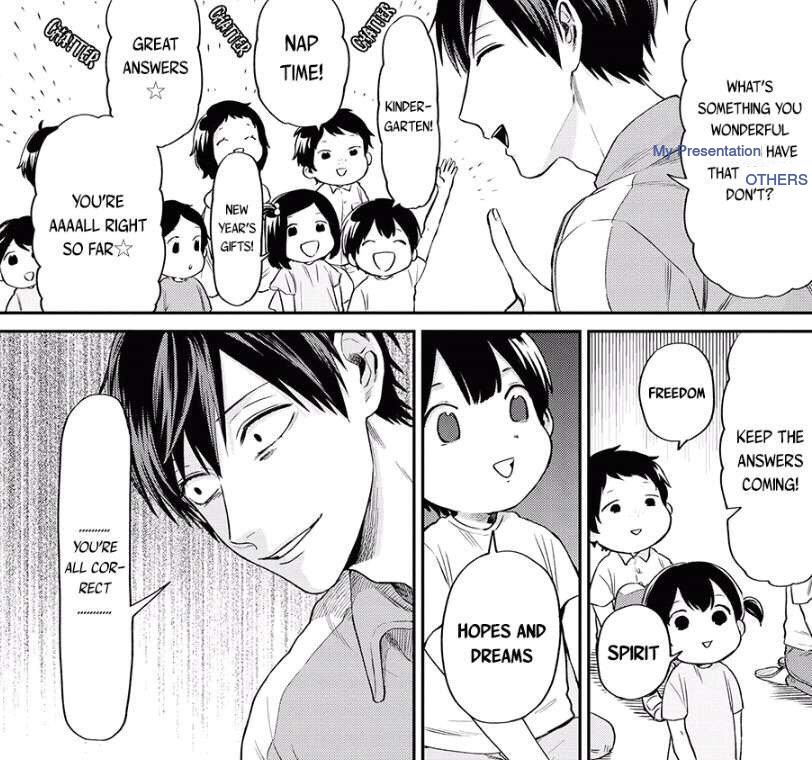 WHAT'S
SOMETHING YOU
WONDERFUL
My Presentation HAVE
THAT OTHERS
DON'T?
KINDER-
GARTEN!
NAP
TIME!
CHATTER
CHATTER
CHATTER
GREAT
ANSWERS
☆
NEW
YEAR'S
GIFTS!
YOU'RE
AAAALL RIGHT
SO FAR☆
KEEP THE
ANSWERS
COMING!
FREEDOM
SPIRIT
HOPES AND
DREAMS
..........
YOU'RE
ALL COR-
RECT
...........